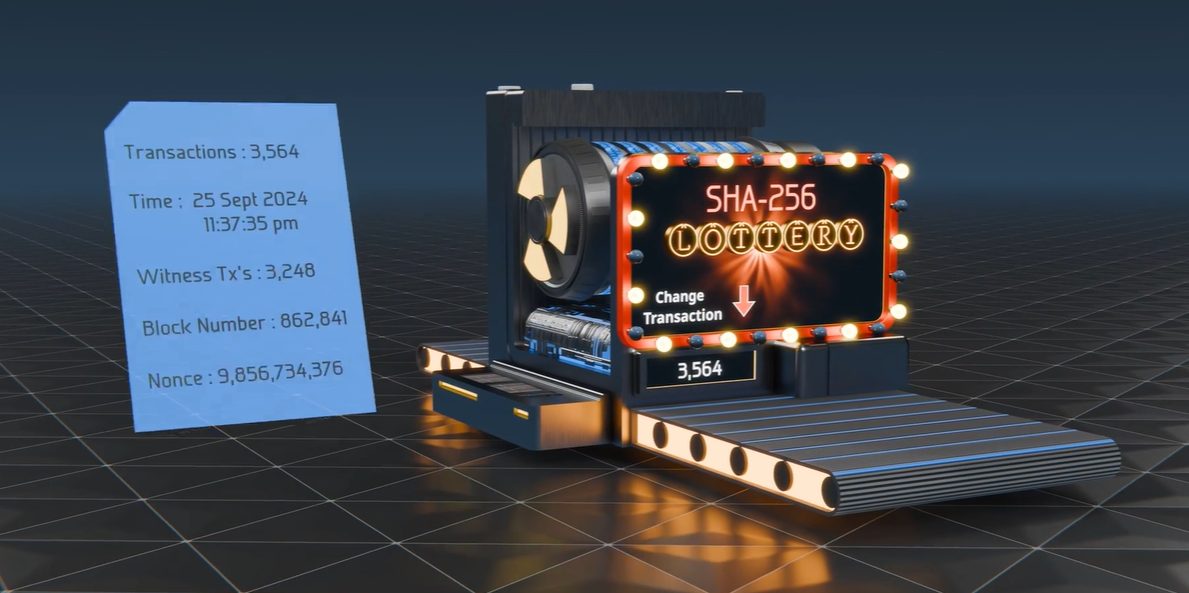 Transactions : 3,564
Time : 25 Sept 2024
11:37:35 pm
Witness Tx's : 3,248
Block Number : 862,841
Nonce : 9,856,734,376
SHA-256
LOTTERY
Change
Transaction
3,564